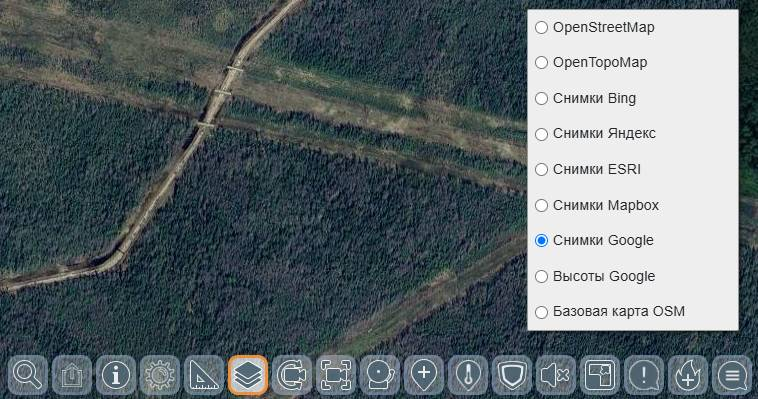 OpenStreetMap
OpenTopoMap
Снимки Bing
Снимки Яндекс
Снимки ESRI
Снимки Mapbox
Снимки Google
Высоты Google
Базовая карта OSM